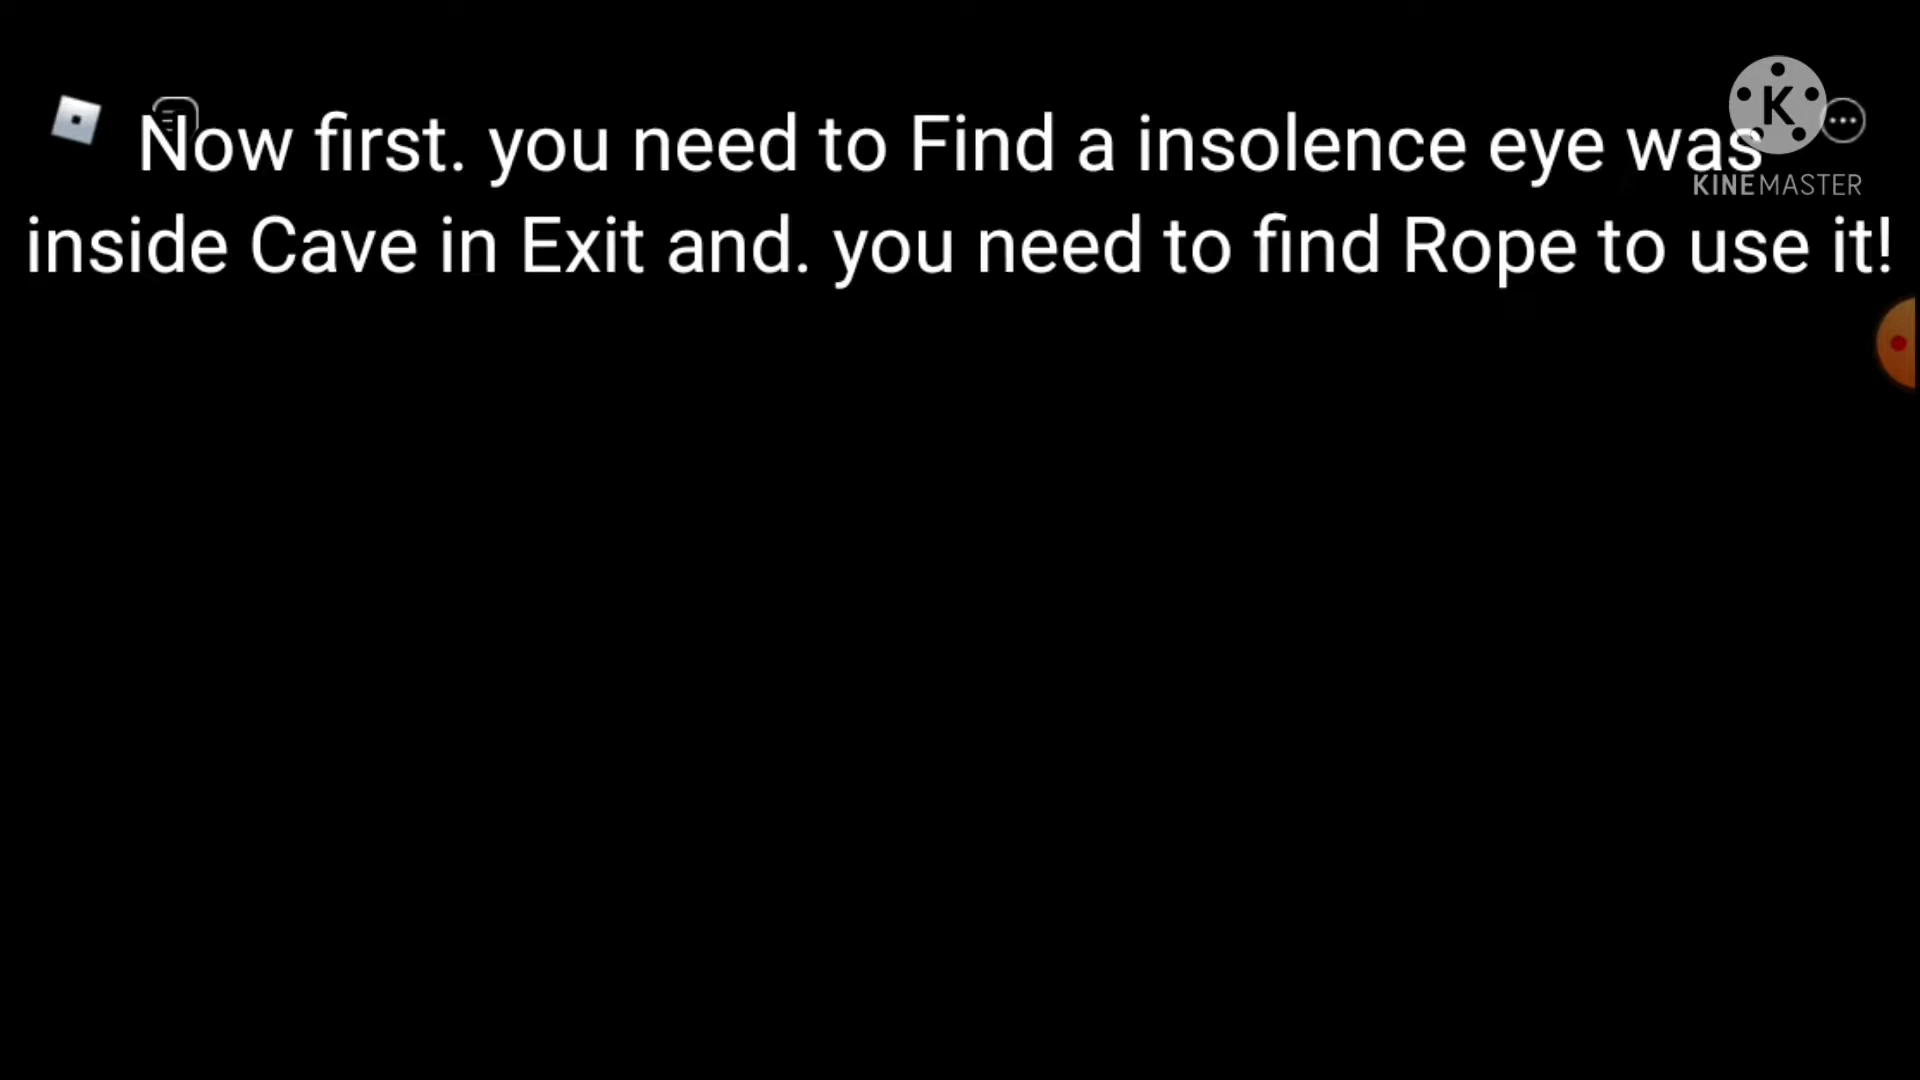 Now first. you need to Find a insolence eye was
inside Cave in Exit and. you need to find Rope to use it!
K
KINEMASTER